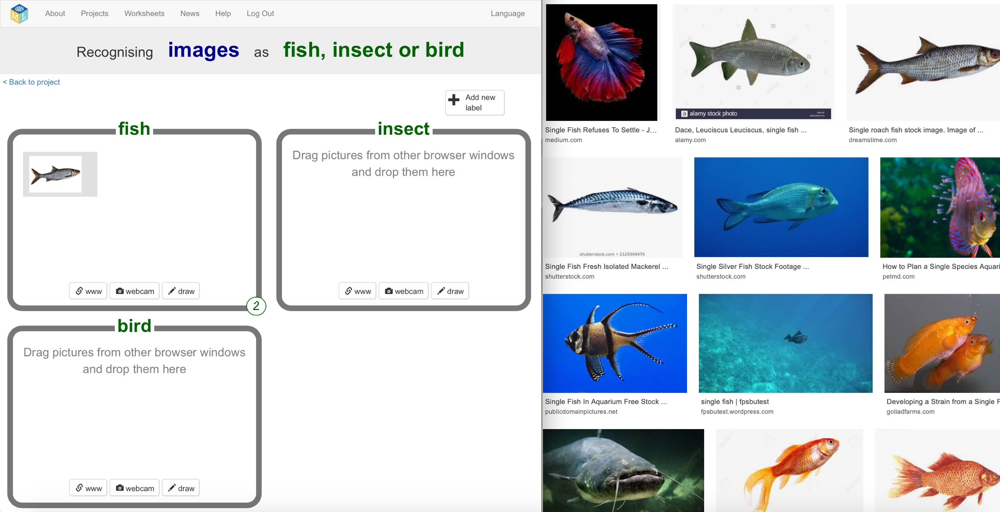 M L
About Projects Worksheets News Help Log Out Language
Recognising images as fish, insect or bird
< Back to project
Add new
label
fish
www webcam draw
2
insect
Drag pictures from other browser windows
and drop them here
www webcam draw
bird
Drag pictures from other browser windows
and drop them here
www webcam draw
alamy
a alamy stock photo
Single Fish Refuses To Settle - J...
medium.com
Dace, Leuciscus Leuciscus, single fish ...
alamy.com
Single roach fish stock image. Image of ...
dreamstime.com
shutterstock.com • 1129304474
Single Fish Fresh Isolated Mackerel ...
shutterstock.com
Single Silver Fish Stock Footage ...
shutterstock.com
How to Plan a Single Species Aquari
petmd.com
Single Fish In Aquarium Free Stock ...
publicdomainpictures.net
single fish | fpsbutest
fpsbutest.wordpress.com
Developing a Strain from a Single F
goliadfarms.com